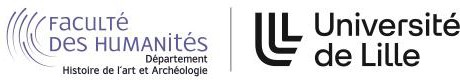 FACULTÉ
DES HUMANITÉS
Département
Histoire de l'art et Archéologie
Université
de Lille